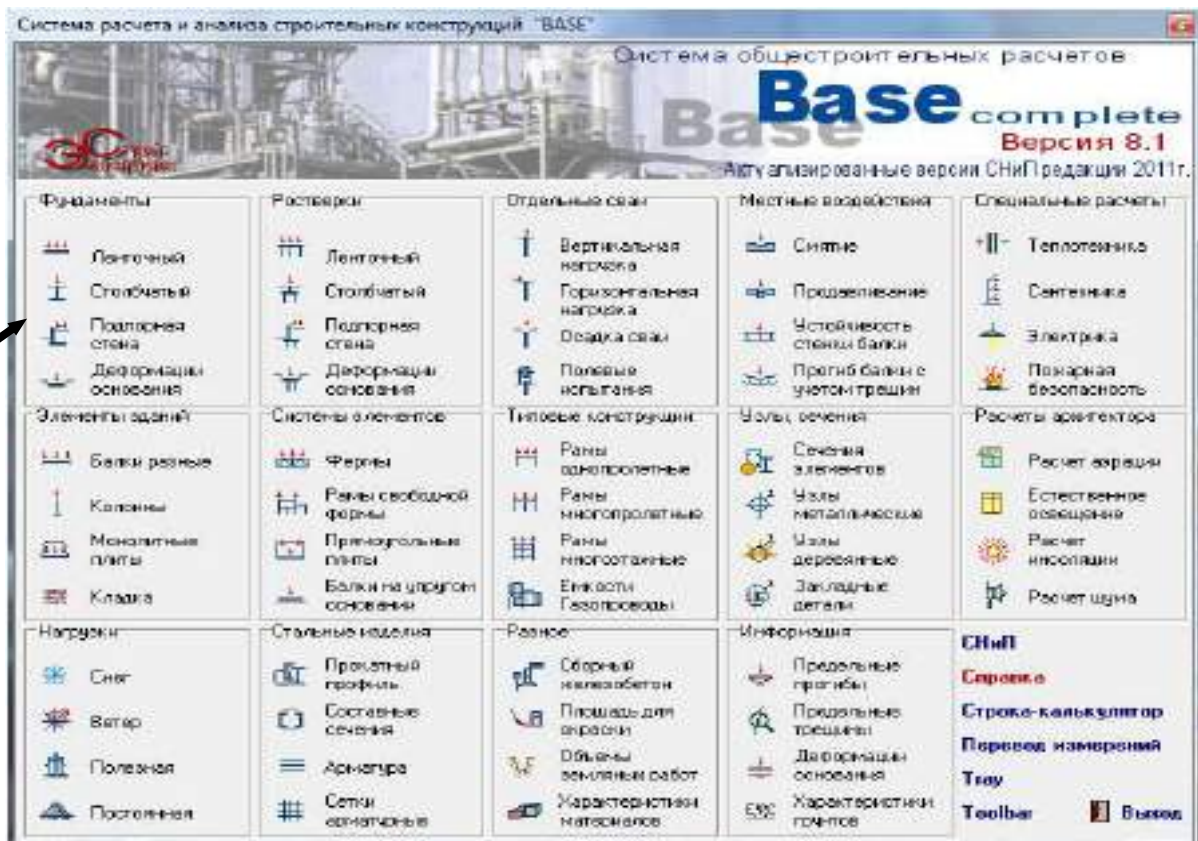 Система расчета и анализа строительных конструкций "BASE"
Система общестроительных расчетов
Base
Base complete
Версия 8.1
Актуализированные версии СНиП редакции 2011г.
Фундаменты
Ленточный
Столбчатый
Подпорная
стена
Деформации
основания
Ростверки
Ленточный
Столбчатый
Подпорная
стена
Деформации
основания
Отдельные сваи
Вертикальная
нагрузка
Горизонтальная
нагрузка
Осадка сваи
Полевые
испытания
Местные воздействия
Смятие
Продавливание
Устойчивость
стенки балки
Прогиб балки с
учетом трещин
Специальные расчеты
Теплотехника
Сантехника
Электрика
Пожарная
безопасность
Элементы зданий
Балки разные
Колонны
Монолитные
плиты
Кладка
Системы элементов
Фермы
Рамы свободной
формы
Прямоугольные
плиты
Балки на упругом
основании
Типовые конструкции
Рамы
однопролетные
Рамы
многопролетные
Рамы
многоэтажные
Емкости
Газопроводы
Узлы, сечения
Сечения
элементов
Узлы
металлические
Узлы
деревянные
Закладные
детали
Расчеты архитектора
Расчет аэрации
Естественное
освещение
Расчет
инсоляции
Расчет шума
Нагрузки
Снег
Ветер
Полезная
Постоянная
Стальные изделия
Прокатный
профиль
Составные
сечения
Арматура
Сетки
арматурные
Разное
Сборный
железобетон
Площадь для
окраски
Объемы
земляных работ
Характеристики
материалов
Информация
Предельные
прогибы
Предельные
трещины
Деформации
основания
Характеристики
грунтов
СНиП
Справка
Строка-калькулятор
Перевод измерений
Tray
Toolbar
Выход